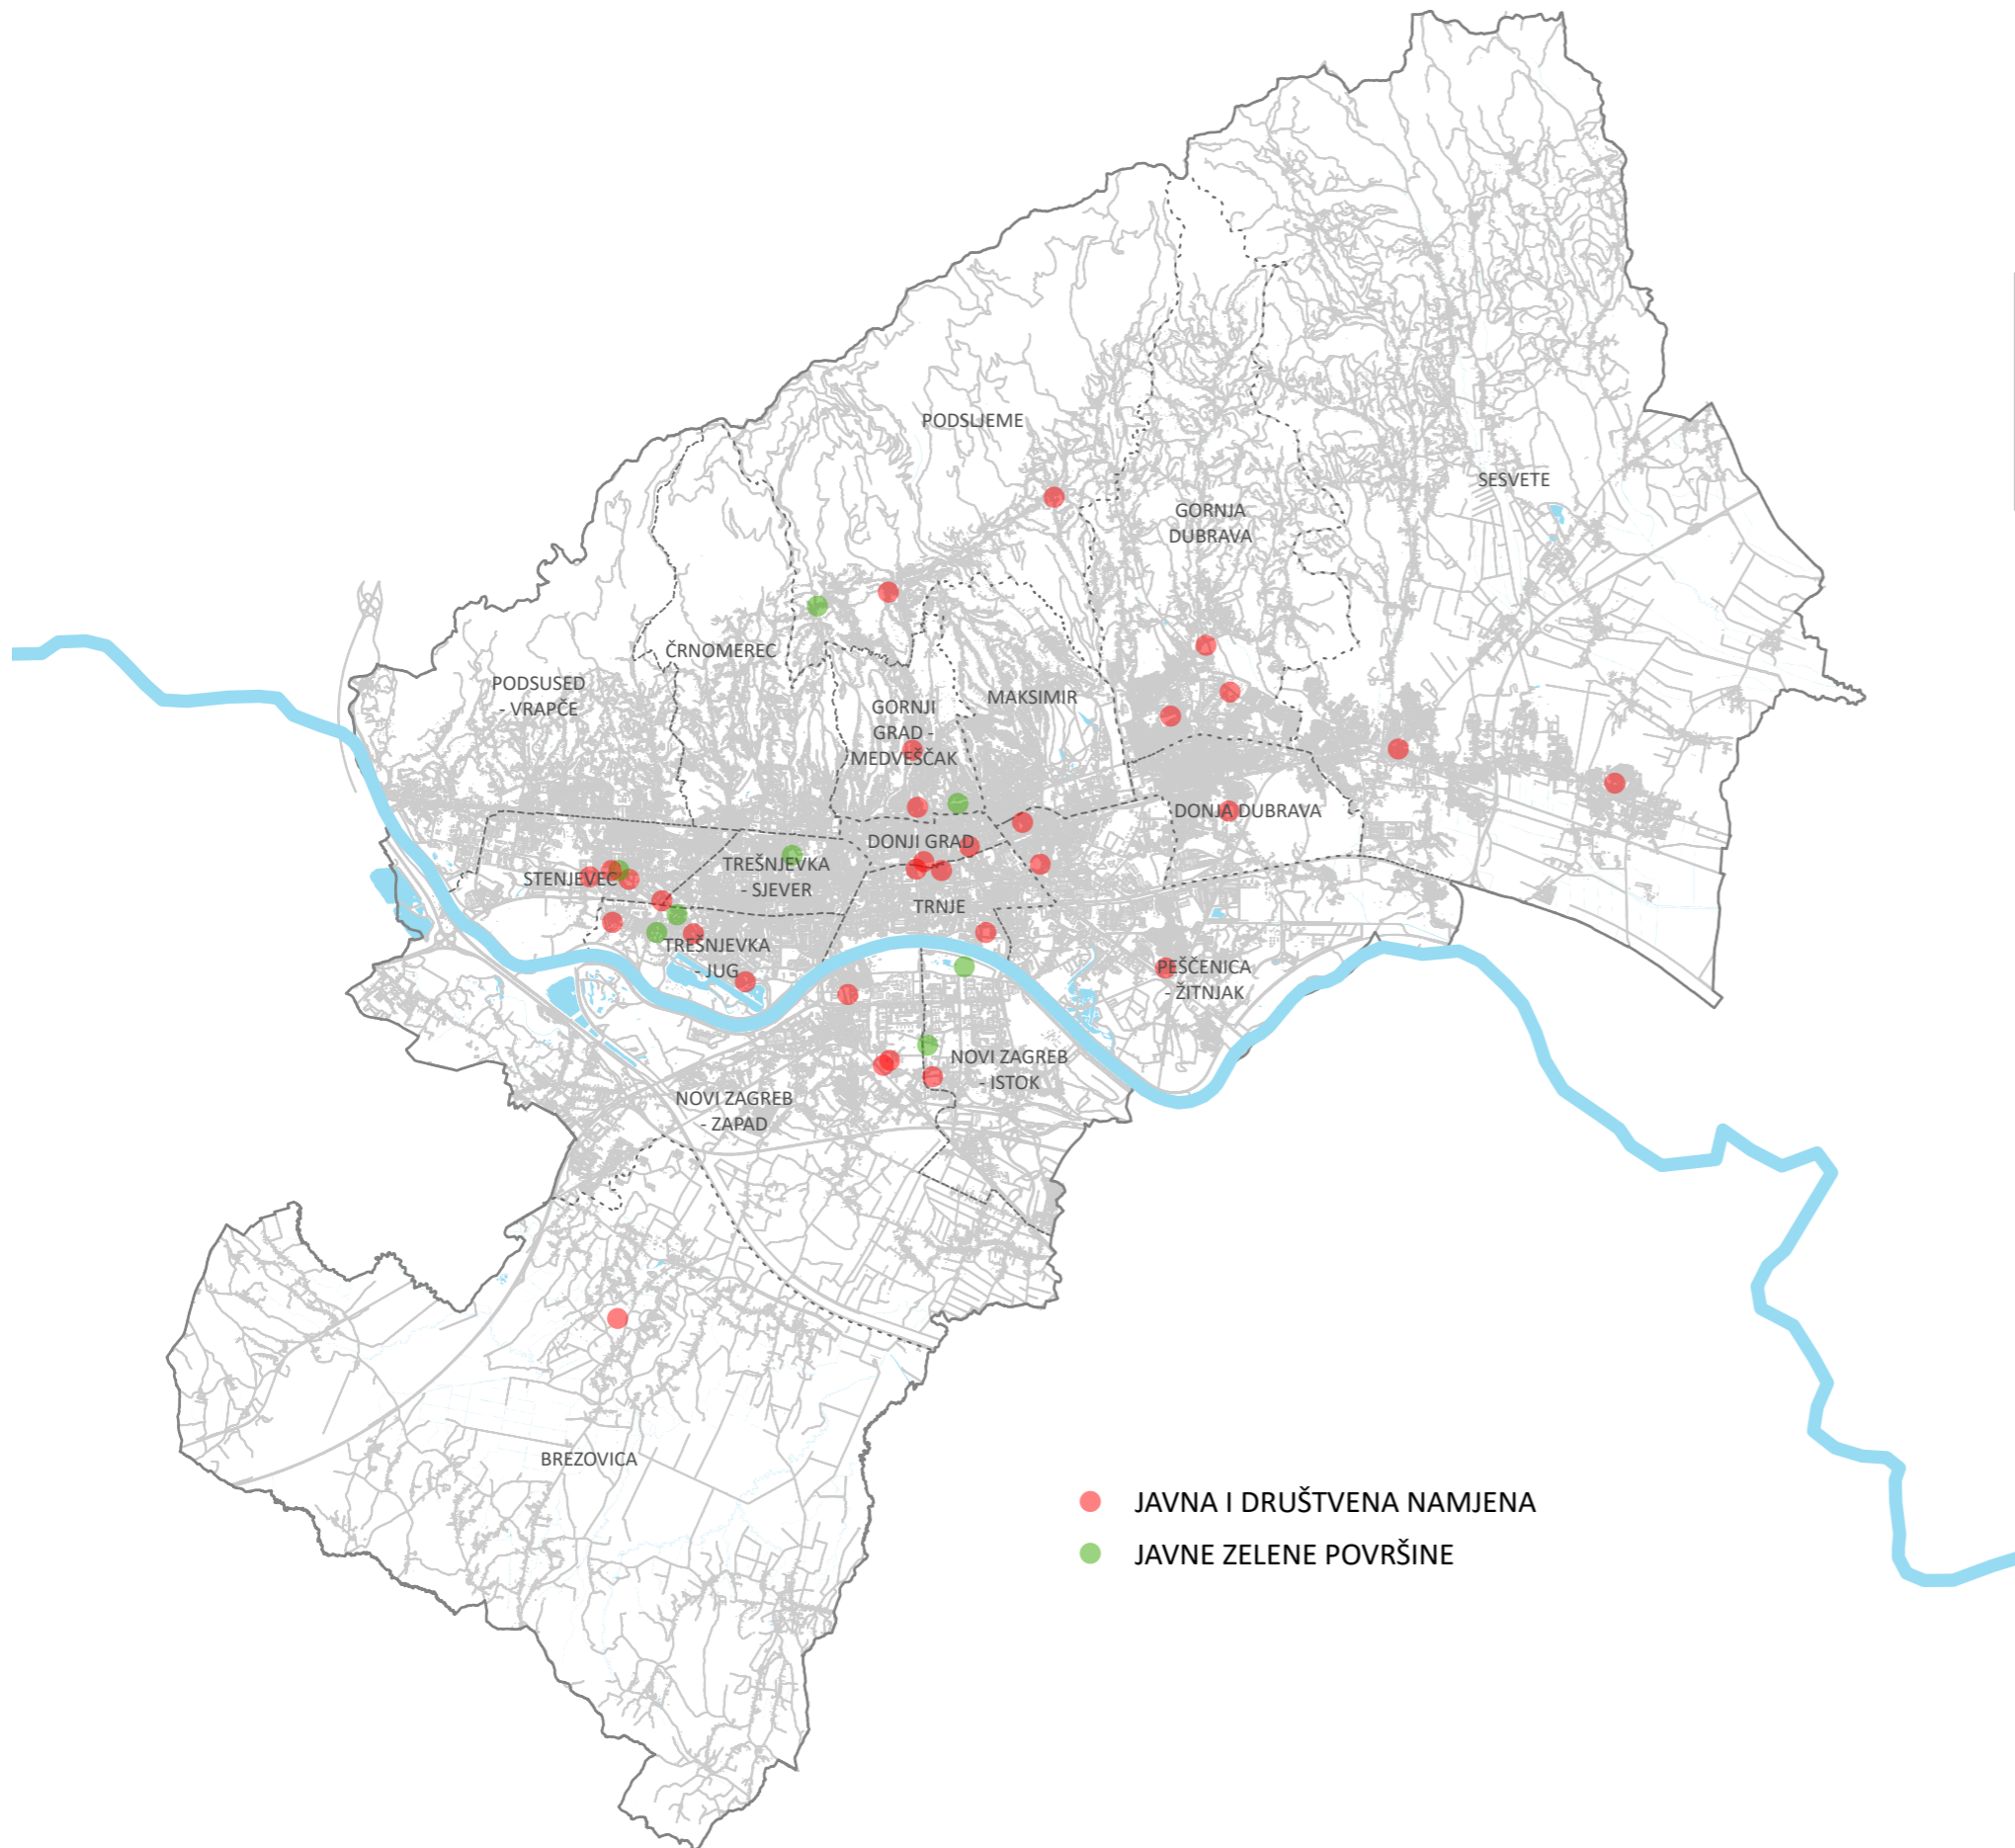 PODSLJEME
SESVETE
GORNJA
DUBRAVA
ČRNOMEREC
PODSUSED
- VRAPČE
MAKSIMIR
GORNJI
GRAD -
MEDVEŠČAK
DONJA DUBRAVA
DONJI GRAD
TREŠNJEVKA
- SJEVER
STENJEVEC
TRNJE
TREŠNJEVKA
- JUG
PEŠČENICA
- ŽITNJAK
NOVI ZAGREB
- ISTOK
NOVI ZAGREB
- ZAPAD
BREZOVICA
JAVNA I DRUŠTVENA NAMJENA
JAVNE ZELENE POVRŠINE